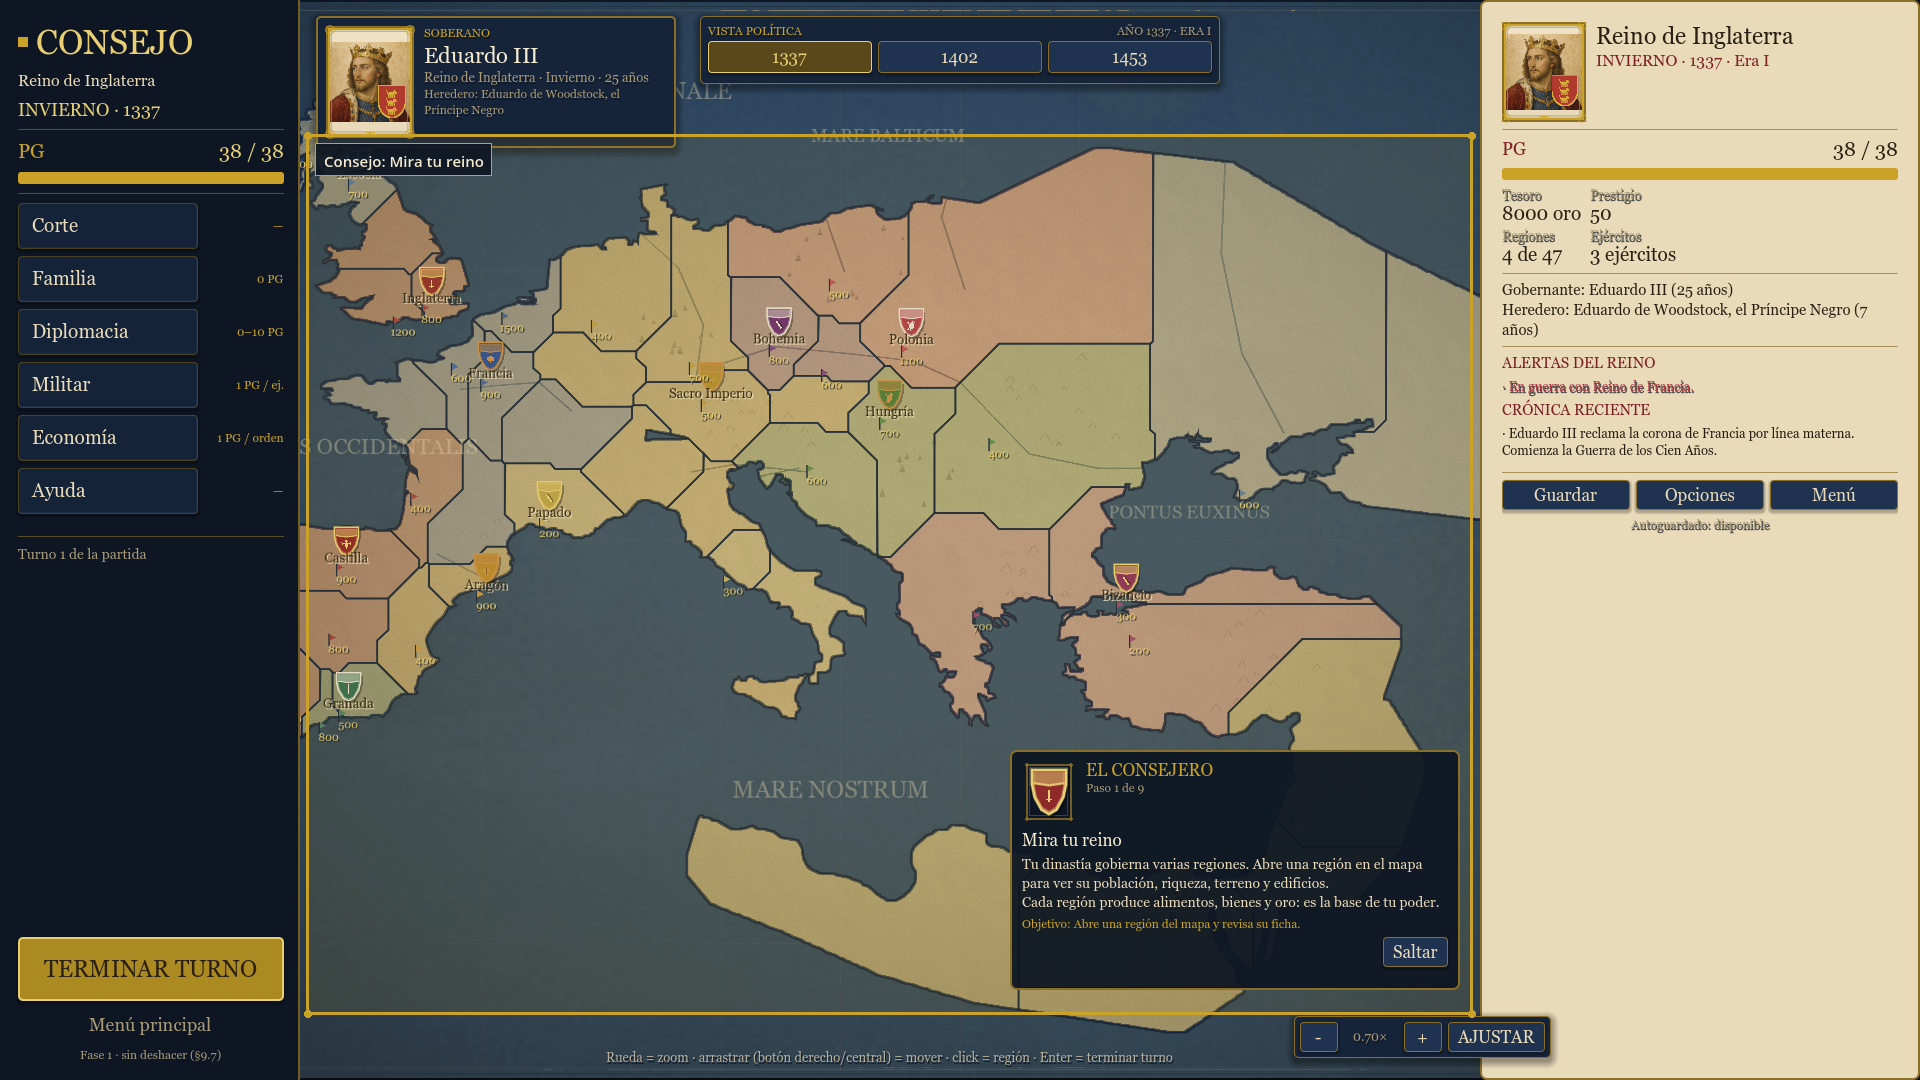 CONSEJO
Reino de Inglaterra
INVIERNO · 1337
PG 38 / 38
Corte –
Familia 0 PG
Diplomacia 0–10 PG
Militar 1 PG / ej.
Economía 1 PG / orden
Ayuda –
Turno 1 de la partida
TERMINAR TURNO
Menú principal
Fase 1 · sin deshacer (§9.7)
SOBERANO
Eduardo III
Reino de Inglaterra · Invierno · 25 años
Heredero: Eduardo de Woodstock, el
Príncipe Negro
VISTA POLÍTICA AÑO 1337 · ERA I
1337 1402 1453
NALE
MARE BALTICUM
Consejo: Mira tu reino
700
Inglaterra
800
1200
1500
400
500
Bohemia
800
Polonia
1100
Francia
600
900
700
Sacro Imperio
500
600
Hungría
700
400
S OCCIDENTALIS
600
400
Papado
200
PONTUS EUXINUS
600
Castilla
900
Aragón
900
300
Bizancio
300
700
200
800
400
Granada
500
800
MARE NOSTRUM
EL CONSEJERO
Paso 1 de 9
Mira tu reino
Tu dinastía gobierna varias regiones. Abre una región en el mapa
para ver su población, riqueza, terreno y edificios.
Cada región produce alimentos, bienes y oro: es la base de tu poder.
Objetivo: Abre una región del mapa y revisa su ficha.
Saltar
- 0.70× + AJUSTAR
Rueda = zoom · arrastrar (botón derecho/central) = mover · click = región · Enter = terminar turno
Reino de Inglaterra
INVIERNO · 1337 · Era I
PG 38 / 38
Tesoro Prestigio
8000 oro 50
Regiones Ejércitos
4 de 47 3 ejércitos
Gobernante: Eduardo III (25 años)
Heredero: Eduardo de Woodstock, el Príncipe Negro (7
años)
ALERTAS DEL REINO
· En guerra con Reino de Francia.
CRÓNICA RECIENTE
· Eduardo III reclama la corona de Francia por línea materna.
Comienza la Guerra de los Cien Años.
Guardar Opciones Menú
Autoguardado: disponible